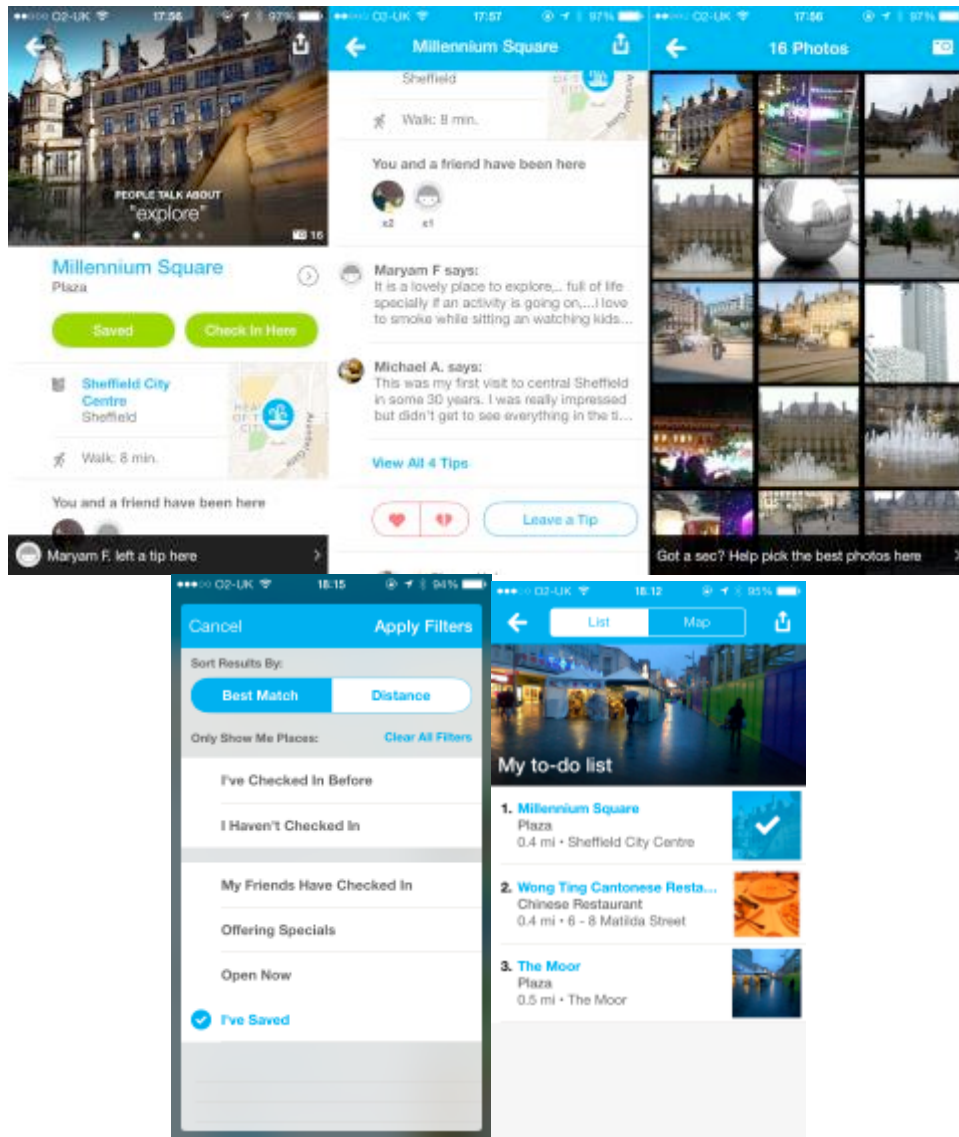 O2-UK 17:56 97%
PEOPLE TALK ABOUT
"explore"
16
Millennium Square
Plaza
Saved Check In Here
Sheffield City
Centre
Sheffield
Walk: 8 min.
You and a friend have been here
Maryam F. left a tip here
O2-UK 17:57 97%
Millennium Square
Sheffield
Arundel Gate
Walk: 8 min.
You and a friend have been here
x2 x1
Maryam F says:
It is a lovely place to explore,.. full of life
specially if an activity is going on,...I love
to smoke while sitting an watching kids...
Michael A. says:
This was my first visit to central Sheffield
in some 30 years. I was really impressed
but didn't get to see everything in the ti...
View All 4 Tips
Leave a Tip
O2-UK 17:56 97%
16 Photos
Got a sec? Help pick the best photos here
O2-UK 18:15 94%
Cancel Apply Filters
Sort Results By:
Best Match Distance
Only Show Me Places: Clear All Filters
I've Checked In Before
I Haven't Checked In
My Friends Have Checked In
Offering Specials
Open Now
I've Saved
O2-UK 18:12 95%
List Map
My to-do list
1. Millennium Square
Plaza
0.4 mi • Sheffield City Centre
2. Wong Ting Cantonese Resta...
Chinese Restaurant
0.4 mi • 6 - 8 Matilda Street
3. The Moor
Plaza
0.5 mi • The Moor